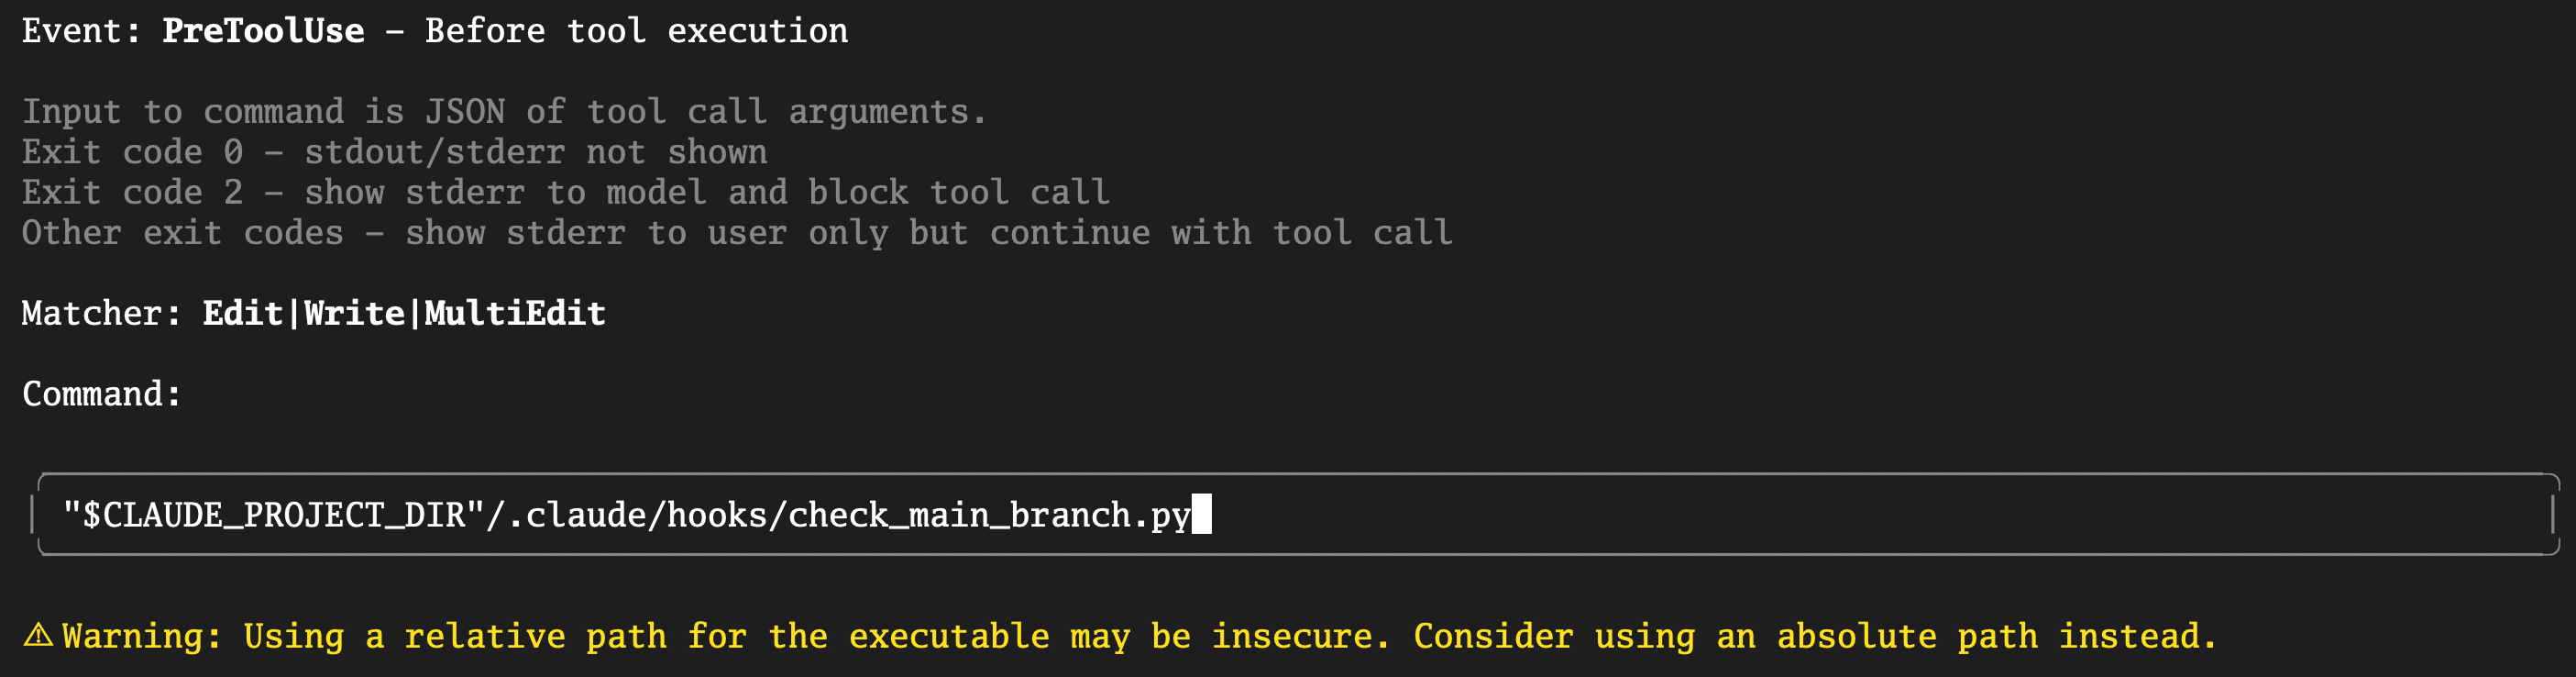 Event: PreToolUse - Before tool execution
Input to command is JSON of tool call arguments.
Exit code 0 - stdout/stderr not shown
Exit code 2 - show stderr to model and block tool call
Other exit codes - show stderr to user only but continue with tool call
Matcher: Edit|Write|MultiEdit
Command:
"$CLAUDE_PROJECT_DIR"/.claude/hooks/check_main_branch.py
⚠ Warning: Using a relative path for the executable may be insecure. Consider using an absolute path instead.